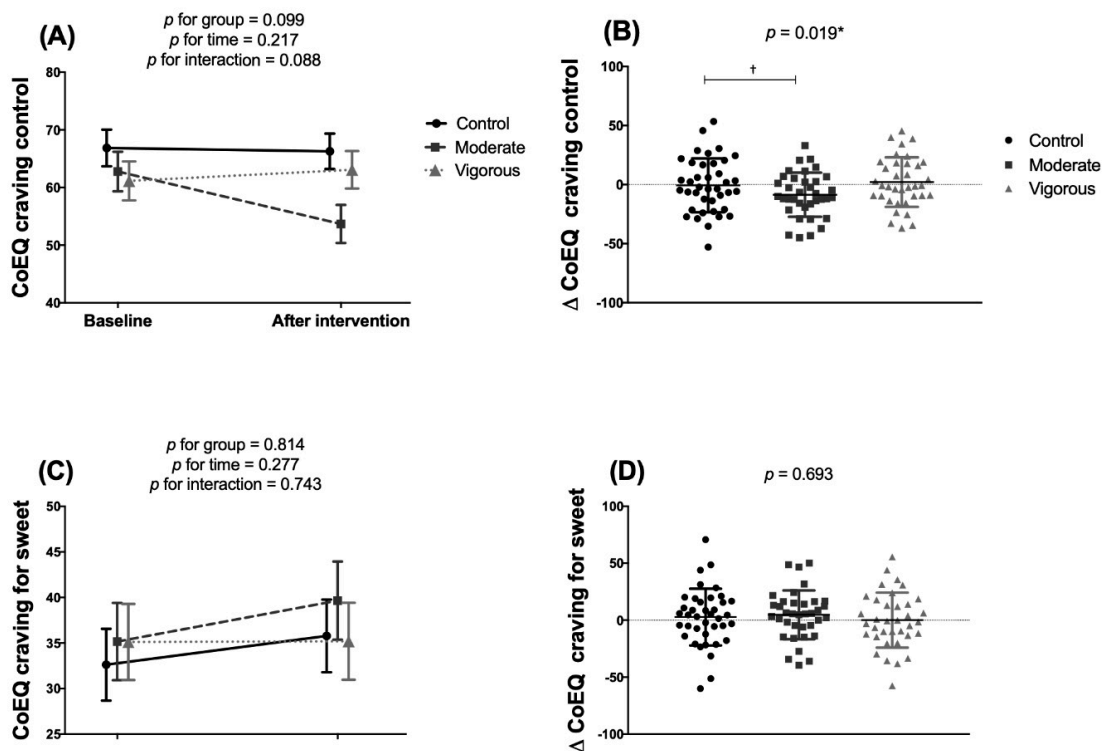 (A)
p for group = 0.099
p for time = 0.217
p for interaction = 0.088
CoEQ craving control
80
70
60
50
40
Baseline
After intervention
Control
Moderate
Vigorous
(B)
p = 0.019*
†
Δ CoEQ craving control
100
50
0
-50
-100
Control
Moderate
Vigorous
(C)
p for group = 0.814
p for time = 0.277
p for interaction = 0.743
CoEQ craving for sweet
50
45
40
35
30
25
(D)
p = 0.693
Δ CoEQ craving for sweet
100
50
0
-50
-100